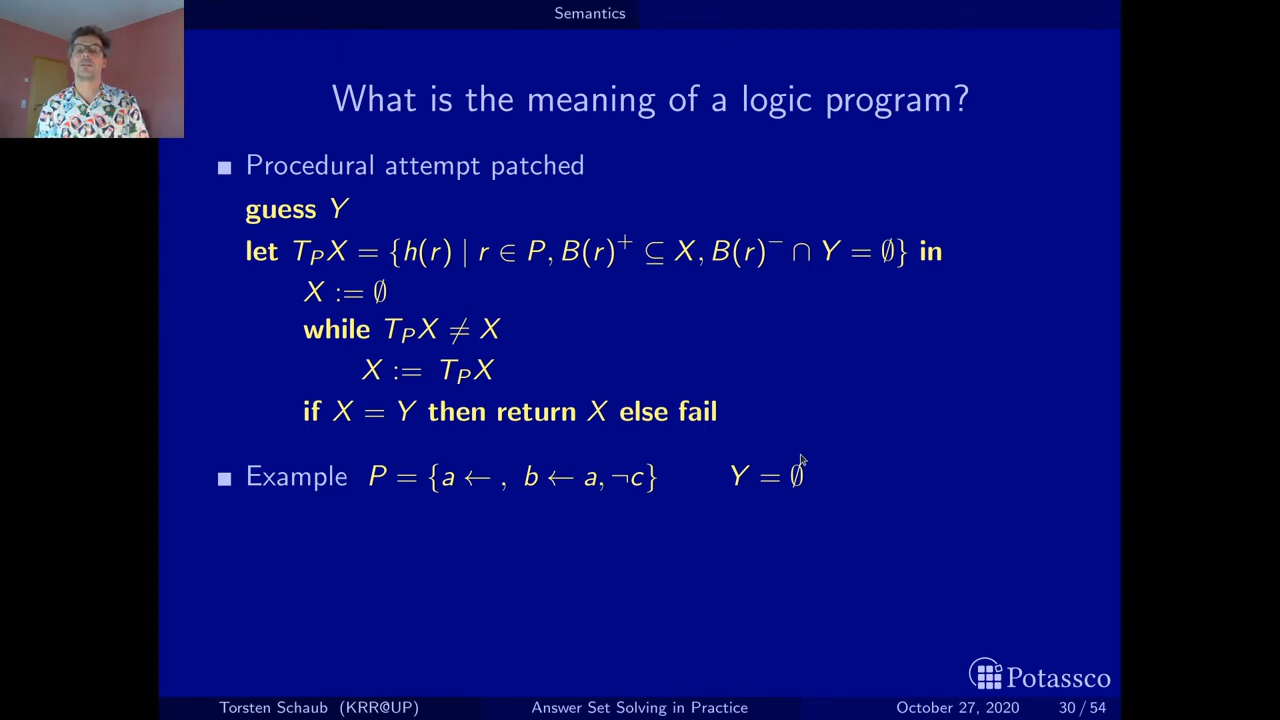 Semantics
What is the meaning of a logic program?
■ Procedural attempt patched
guess Y
let T_P X = {h(r) | r ∈ P, B(r)⁺ ⊆ X, B(r)⁻ ∩ Y = ∅} in
X := ∅
while T_P X ≠ X
X := T_P X
if X = Y then return X else fail
■ Example P = {a ← , b ← a, ¬c} Y = ∅
Potassco
Torsten Schaub (KRR@UP) Answer Set Solving in Practice October 27, 2020 30 / 54